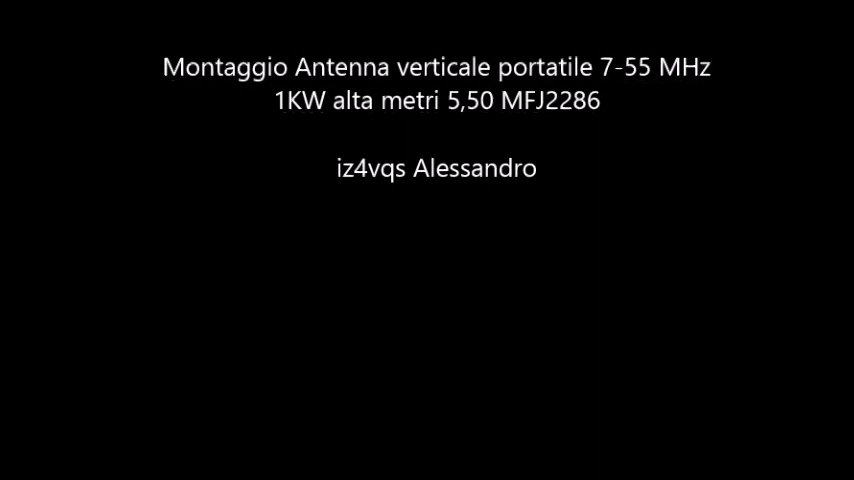 Montaggio Antenna verticale portatile 7-55 MHz
1KW alta metri 5,50 MFJ2286
iz4vqs Alessandro